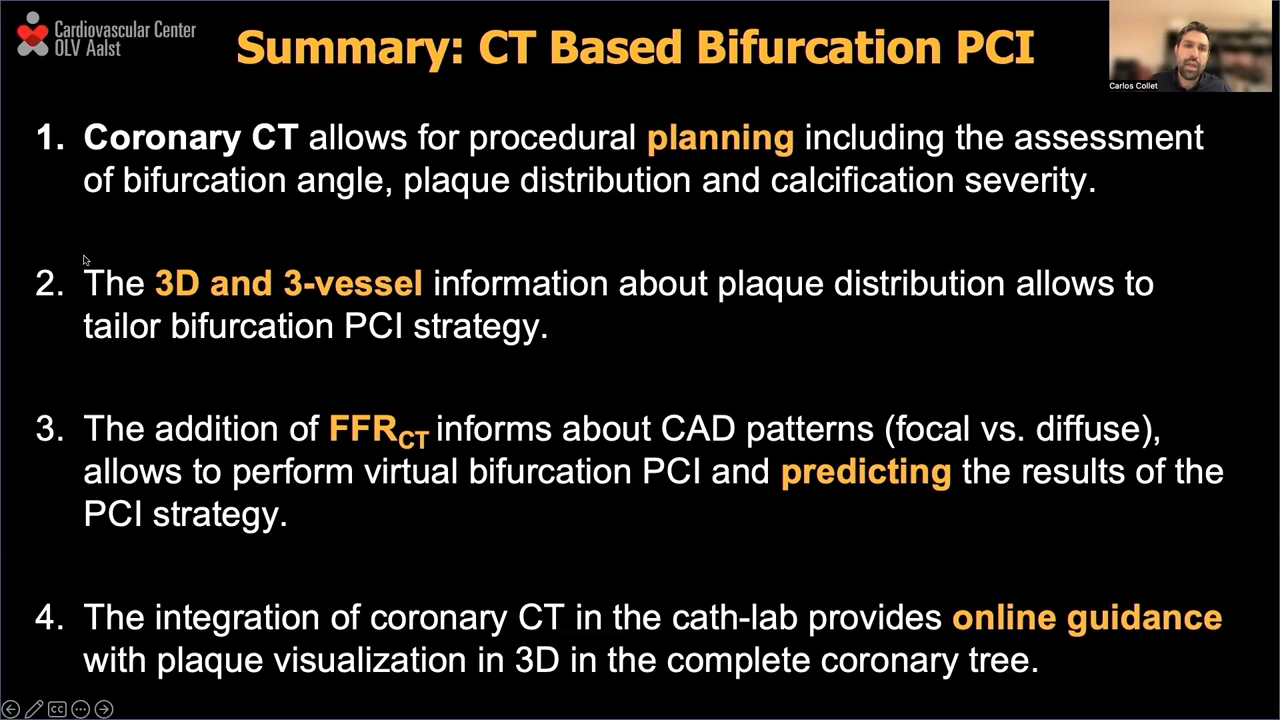 Cardiovascular Center
OLV Aalst
Summary: CT Based Bifurcation PCI
Carlos Collet
1. Coronary CT allows for procedural planning including the assessment
of bifurcation angle, plaque distribution and calcification severity.
2. The 3D and 3-vessel information about plaque distribution allows to
tailor bifurcation PCI strategy.
3. The addition of FFRCT informs about CAD patterns (focal vs. diffuse),
allows to perform virtual bifurcation PCI and predicting the results of the
PCI strategy.
4. The integration of coronary CT in the cath-lab provides online guidance
with plaque visualization in 3D in the complete coronary tree.
CC